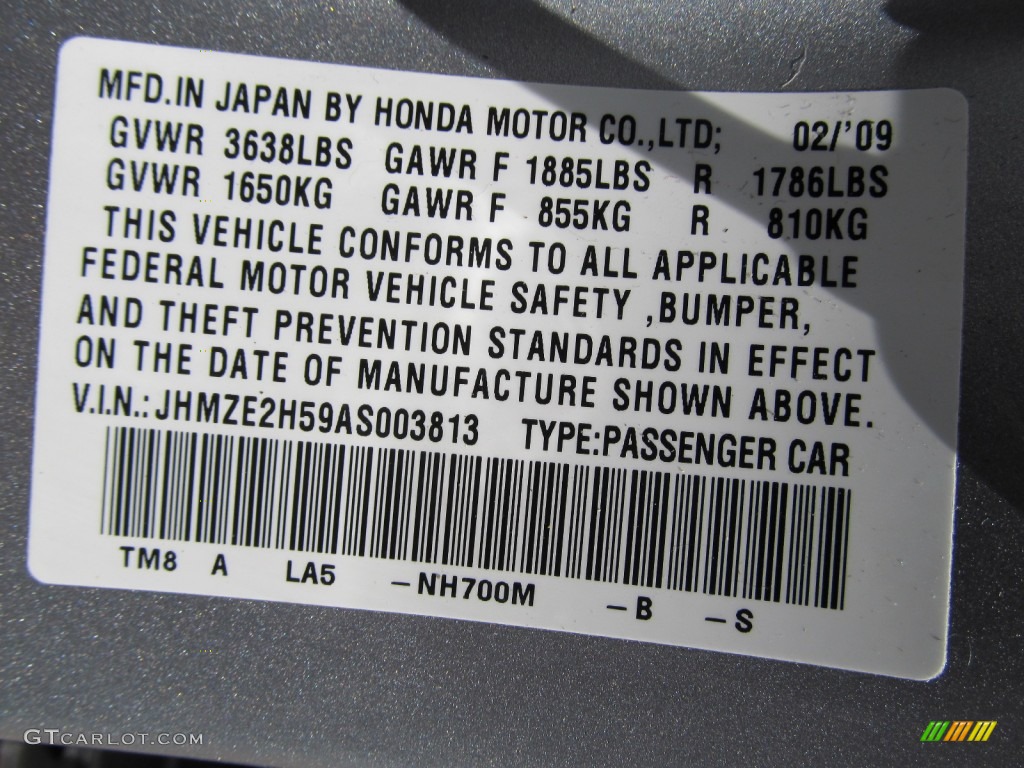 MFD.IN JAPAN BY HONDA MOTOR CO.,LTD; 02/'09
GVWR 3638LBS GAWR F 1885LBS R 1786LBS
GVWR 1650KG GAWR F 855KG R 810KG
THIS VEHICLE CONFORMS TO ALL APPLICABLE
FEDERAL MOTOR VEHICLE SAFETY ,BUMPER,
AND THEFT PREVENTION STANDARDS IN EFFECT
ON THE DATE OF MANUFACTURE SHOWN ABOVE.
V.I.N.: JHMZE2H59AS003813 TYPE:PASSENGER CAR
TM8 A LA5 –NH700M –B –S
GTCARLOT.COM